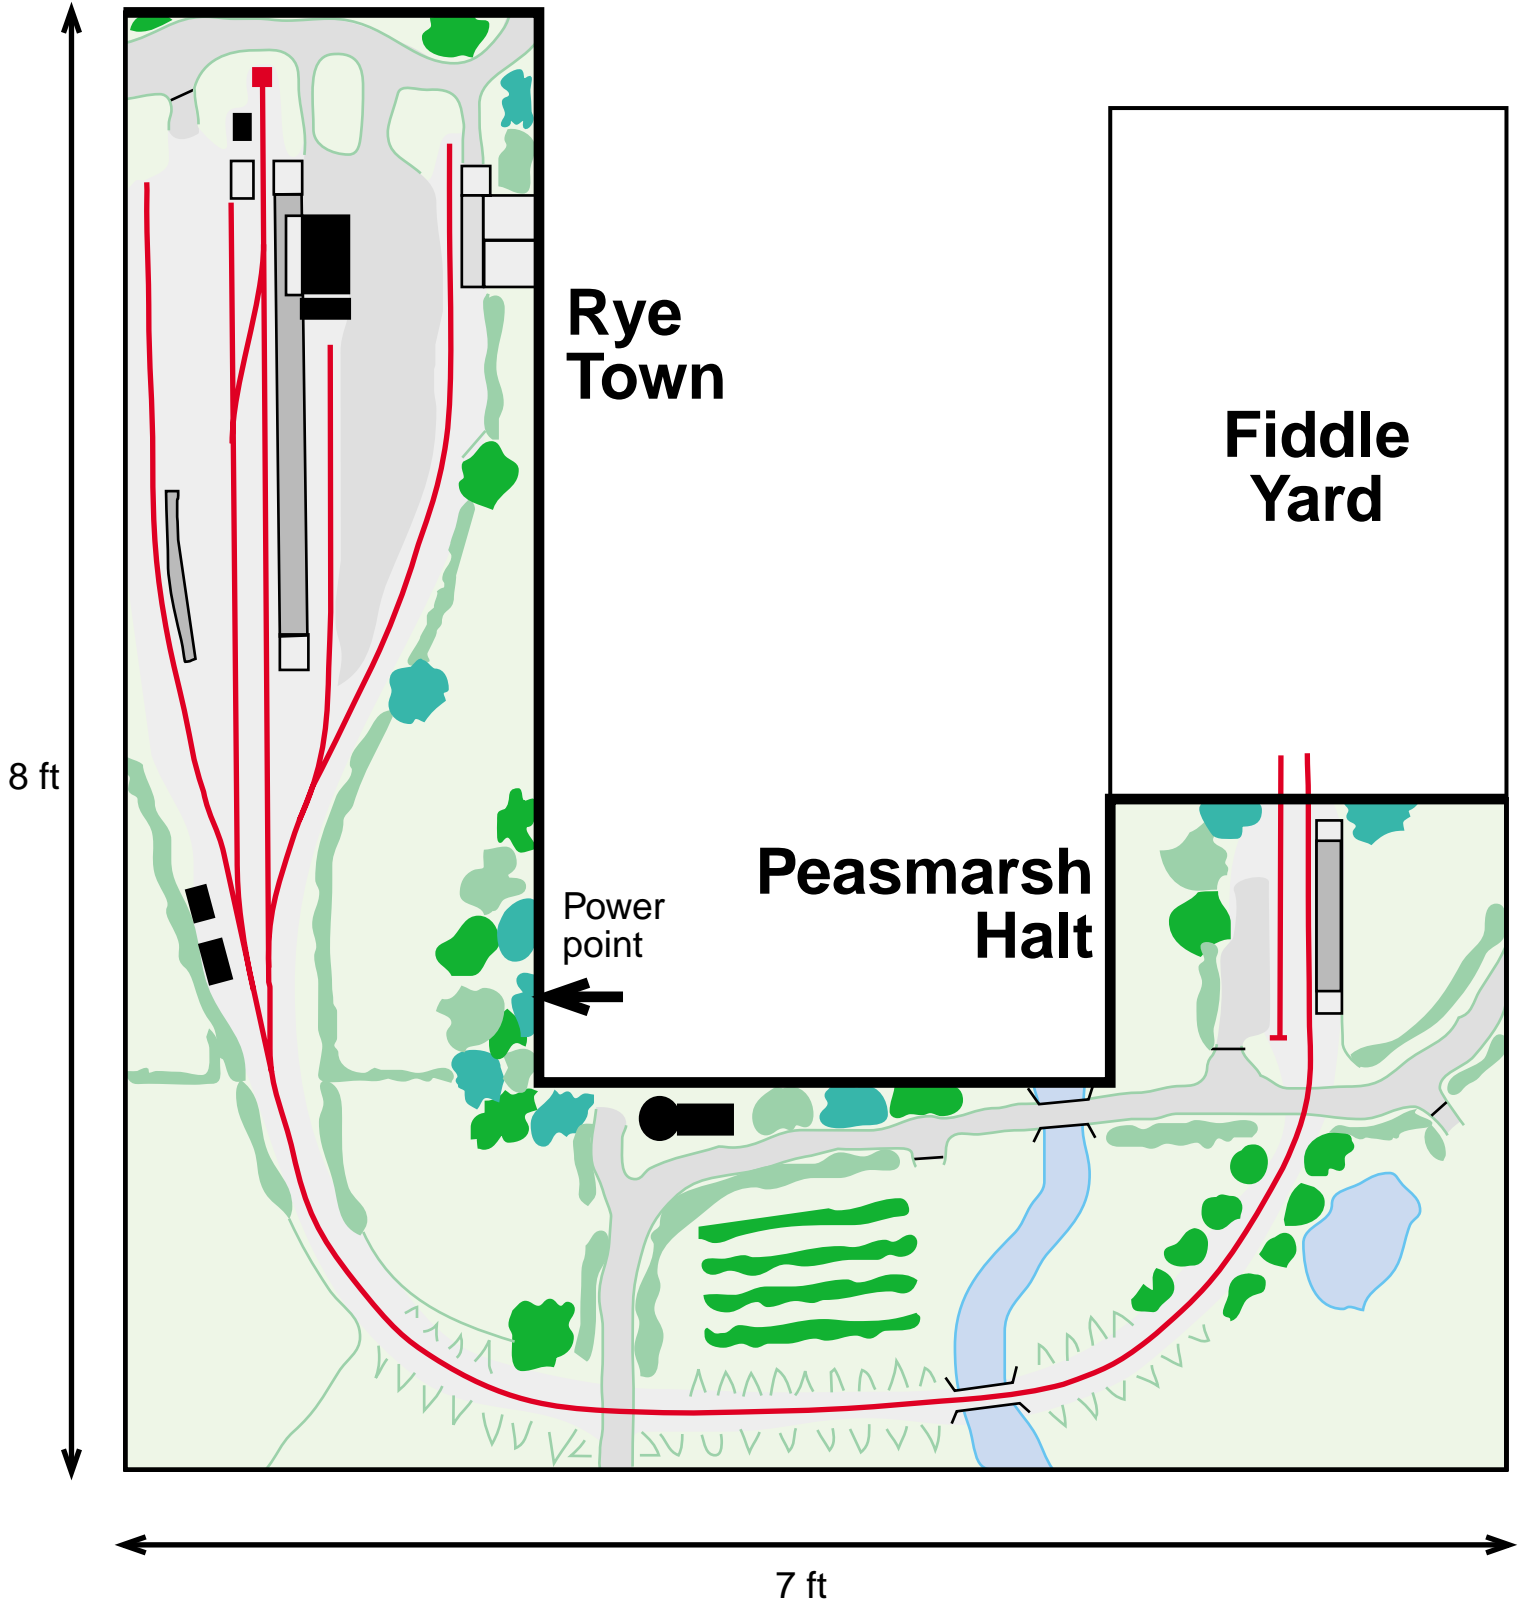 Rye
Town
Fiddle
Yard
8 ft
Peasmarsh
Halt
Power
point
7 ft